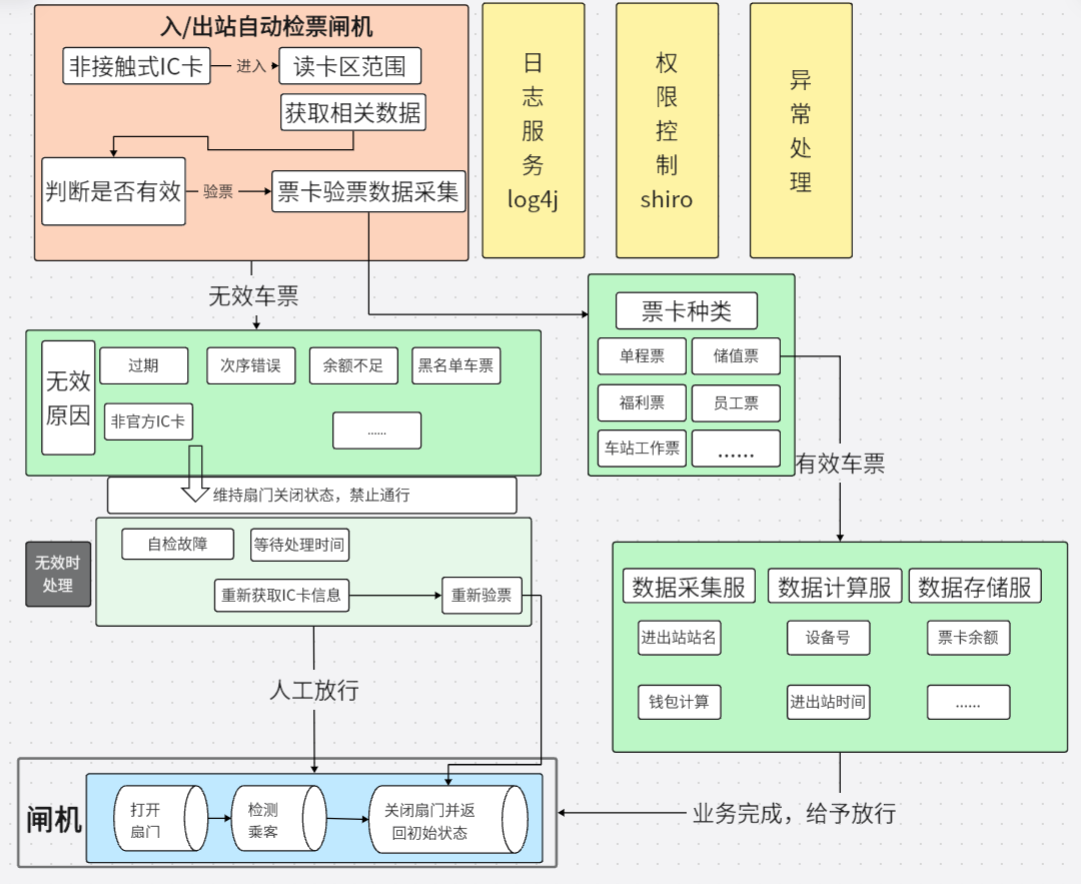 入/出站自动检票闸机
非接触式IC卡
进入
读卡区范围
获取相关数据
判断是否有效
验票
票卡验票数据采集
日
志
服
务
log4j
权
限
控
制
shiro
异
常
处
理
无效车票
无效
原因
过期
次序错误
余额不足
黑名单车票
非官方IC卡
......
维持扇门关闭状态，禁止通行
无效时
处理
自检故障
等待处理时间
重新获取IC卡信息
重新验票
人工放行
票卡种类
单程票
储值票
福利票
员工票
车站工作票
......
有效车票
数据采集服
数据计算服
数据存储服
进出站站名
设备号
票卡余额
钱包计算
进出站时间
......
业务完成，给予放行
闸机
打开
扇门
检测
乘客
关闭扇门并返
回初始状态